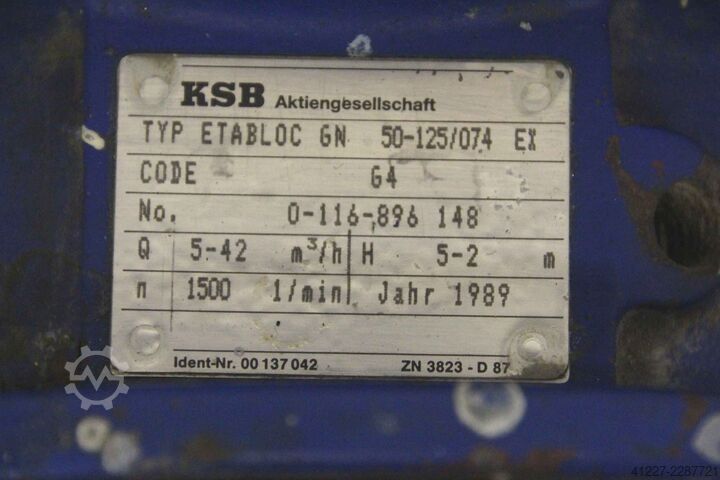 KSB Aktiengesellschaft
TYP ETABLOC GN 50-125/074 EX
CODE G4
No. 0-116-896 148
Q 5-42 m³/h H 5-2 m
n 1500 1/min Jahr 1989
Ident-Nr. 00 137 042 ZN 3823 - D 87
41227-2287721